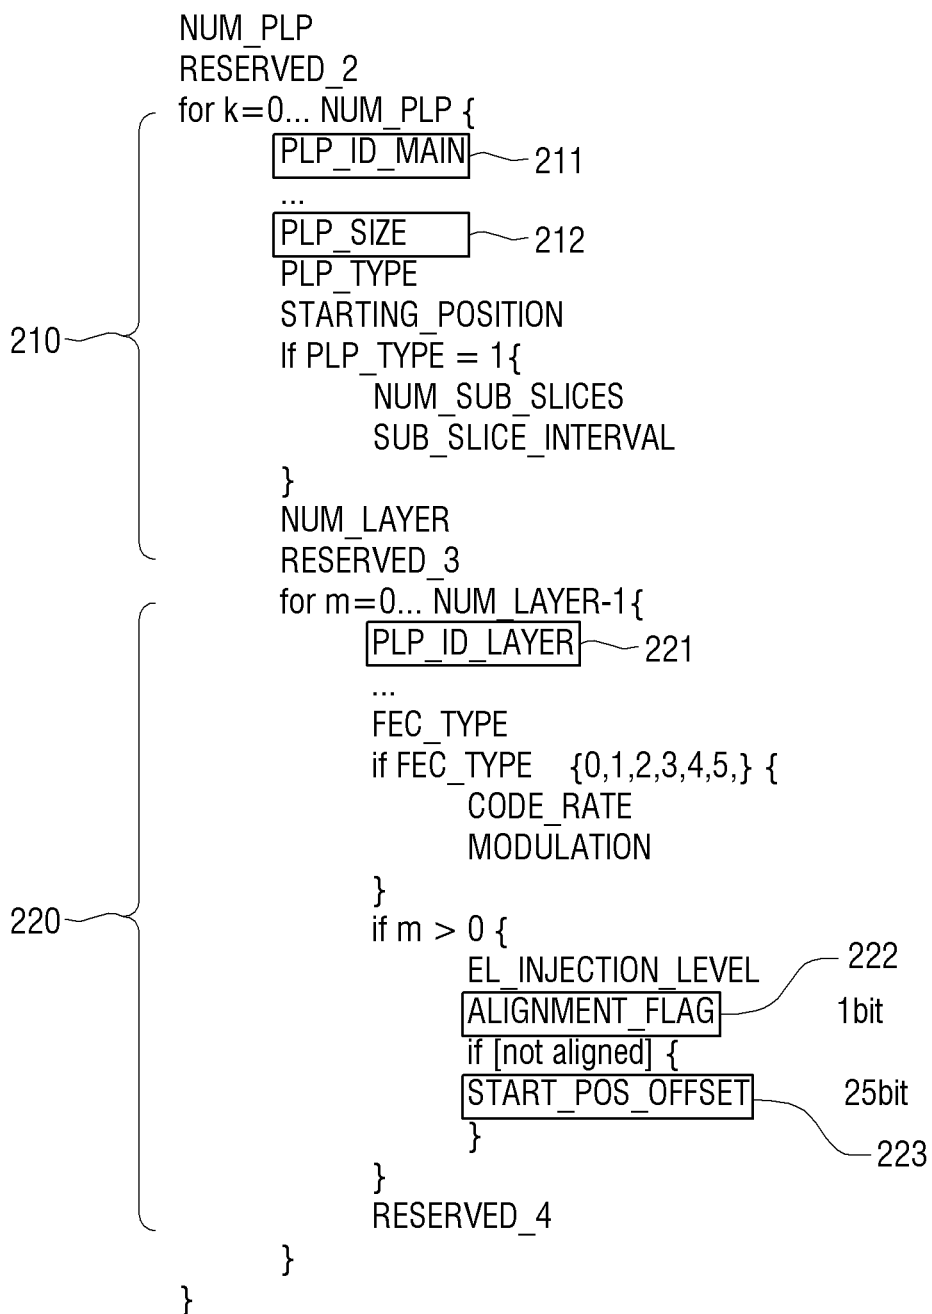 NUM_PLP
RESERVED_2
for k=0... NUM_PLP {
PLP_ID_MAIN 211
...
PLP_SIZE 212
PLP_TYPE
STARTING_POSITION
210
If PLP_TYPE = 1{
NUM_SUB_SLICES
SUB_SLICE_INTERVAL
}
NUM_LAYER
RESERVED_3
for m=0... NUM_LAYER-1{
PLP_ID_LAYER 221
...
FEC_TYPE
if FEC_TYPE {0,1,2,3,4,5,} {
CODE_RATE
MODULATION
}
220 if m > 0 {
EL_INJECTION_LEVEL 222
ALIGNMENT_FLAG 1bit
if [not aligned] {
START_POS_OFFSET 25bit
} 223
}
RESERVED_4
}
}